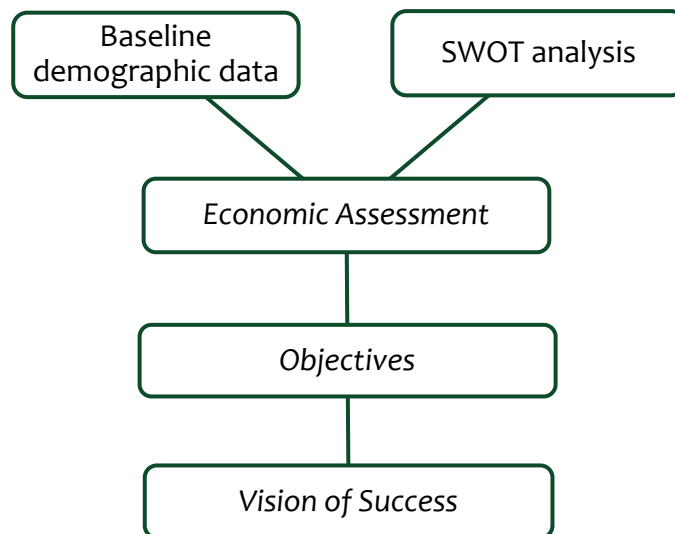 Baseline
demographic data
SWOT analysis
Economic Assessment
Objectives
Vision of Success